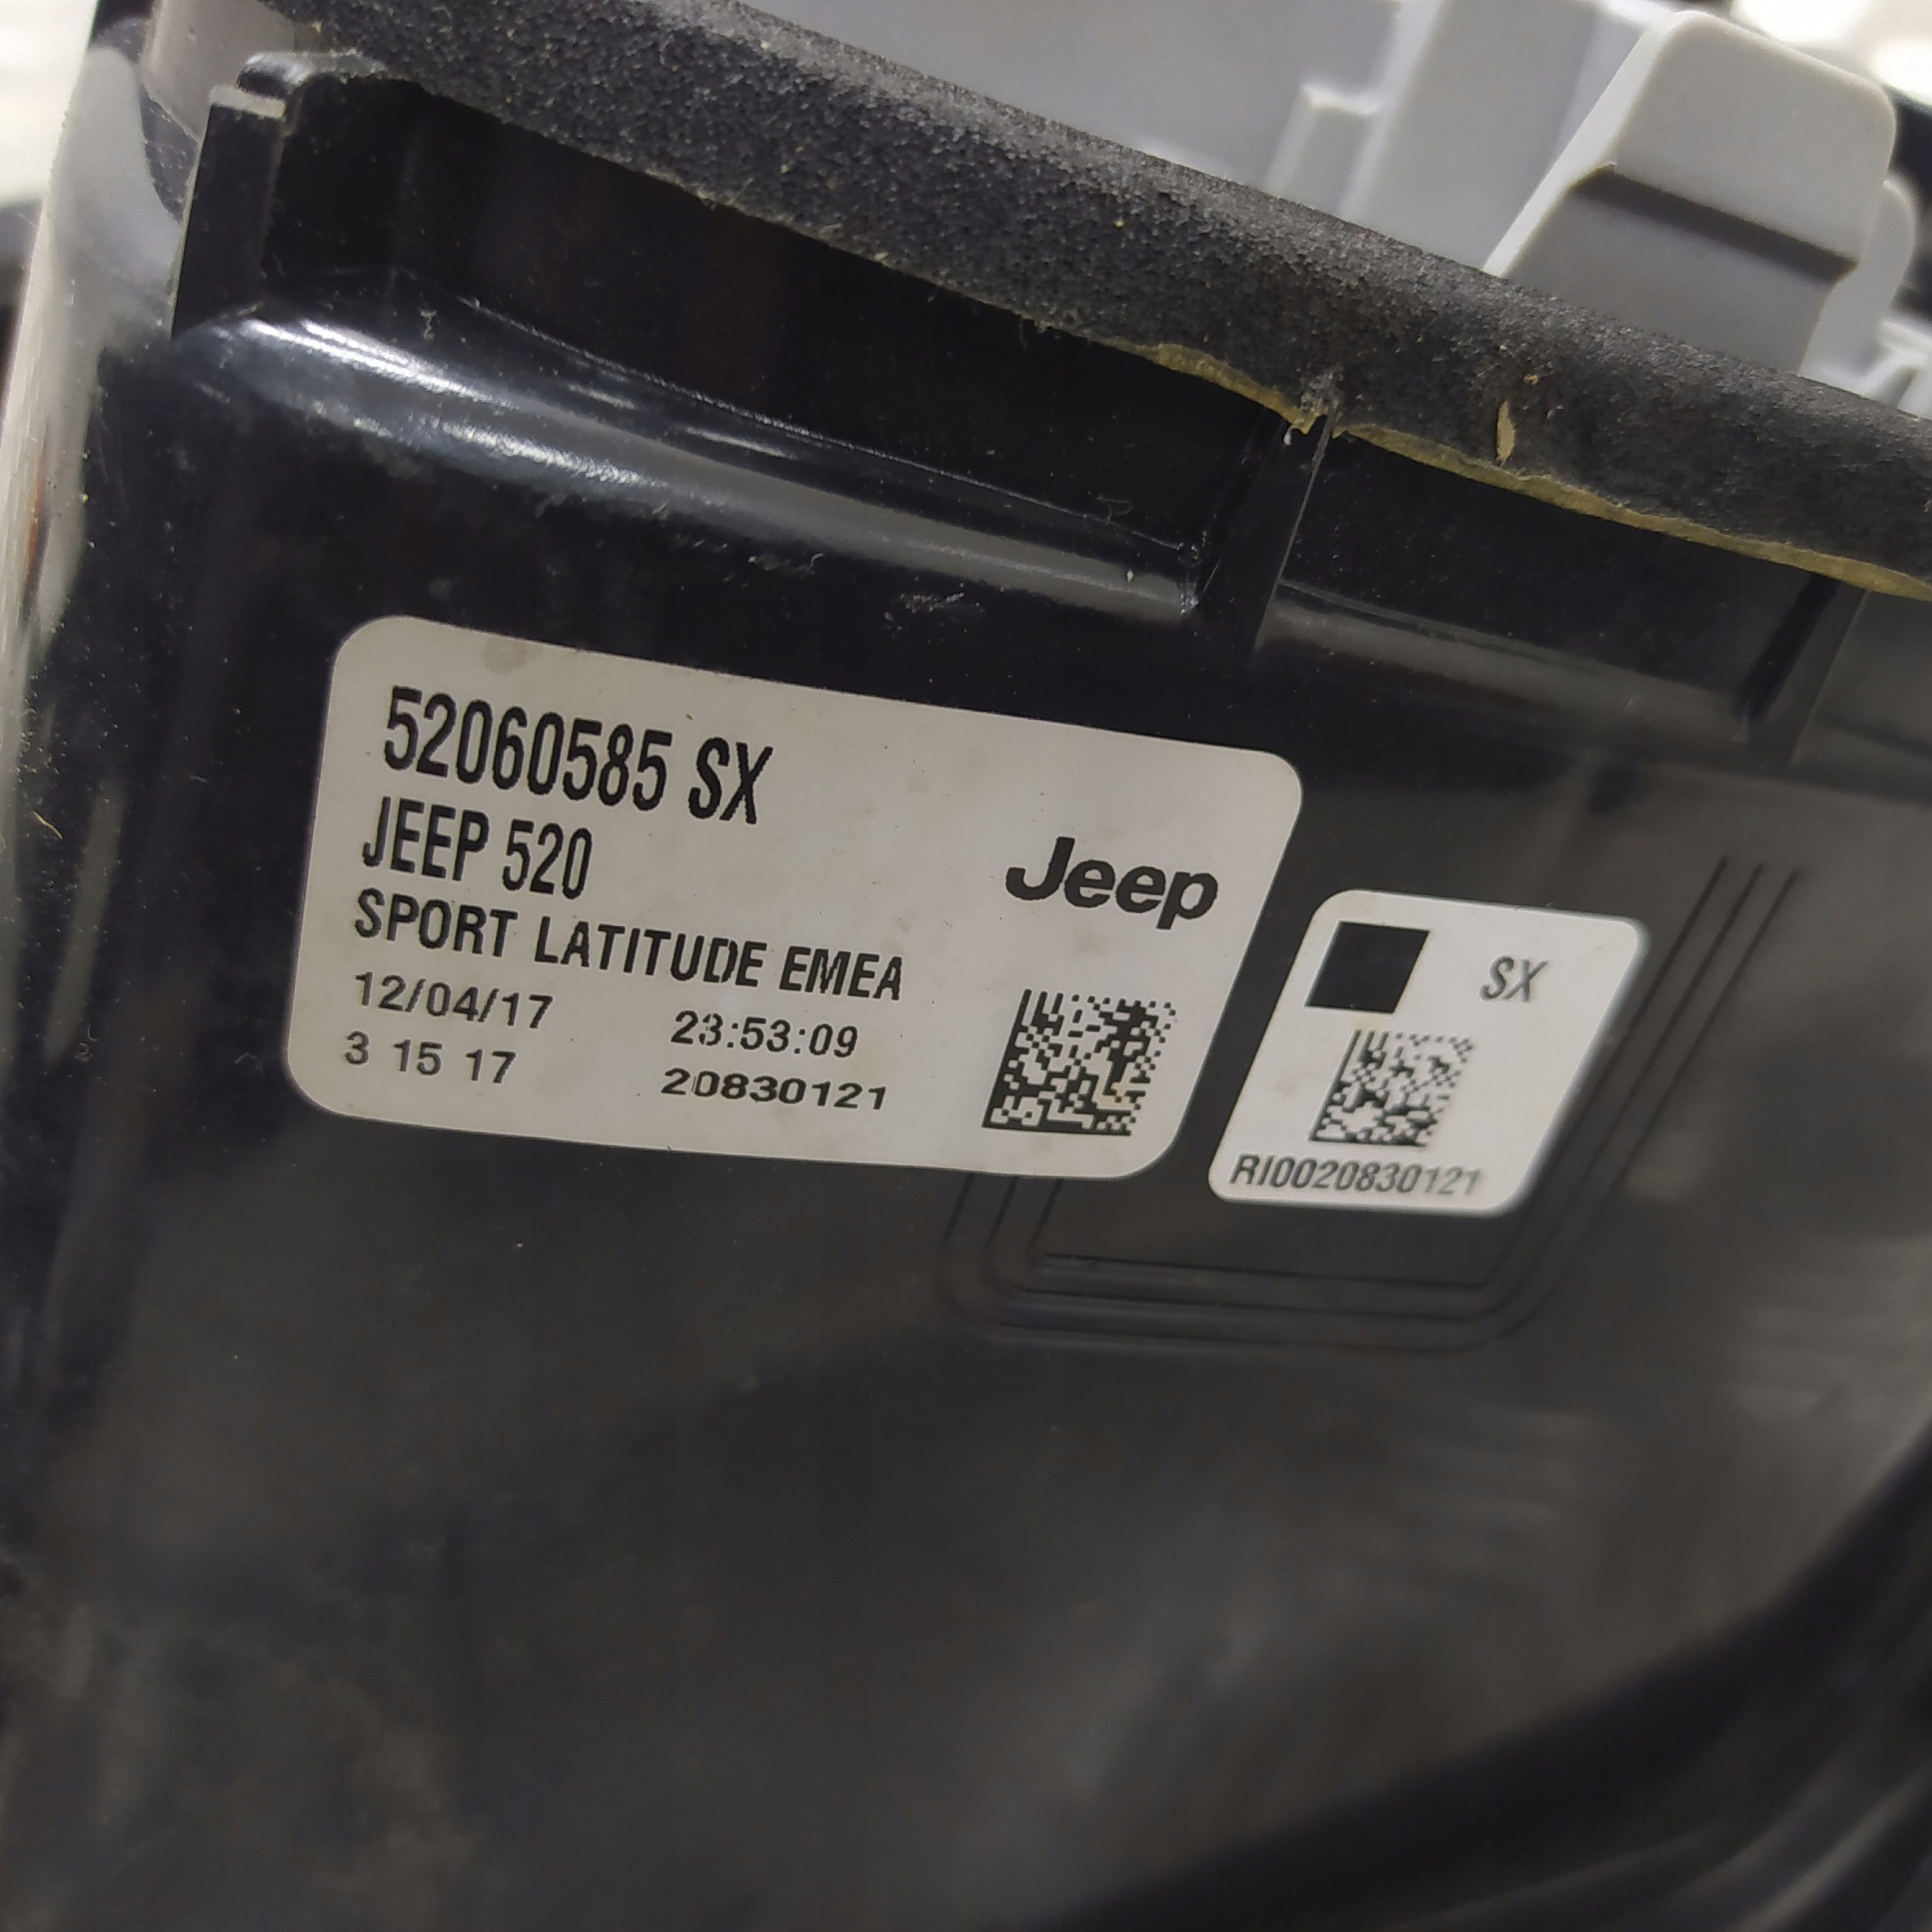 52060585 SX
JEEP 520
SPORT LATITUDE EMEA
12/04/17 23:53:09
3 15 17 20830121
Jeep
SX
RI0020830121